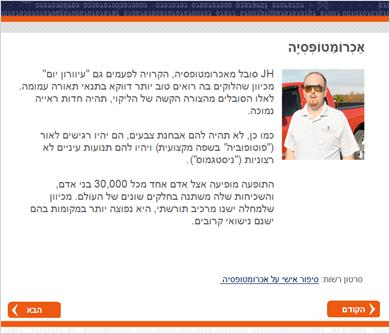 אַכרוֹמַטוֹפְּסִיָה
JH סובל מאכרומטופסיה, הקרויה לפעמים גם "עיוורון יום"
מכיוון שהלוקים בה רואים טוב יותר דווקא בתנאי תאורה עמומה.
לאלו הסובלים מהצורה הקשה של הליקוי, תהיה חדות ראייה
נמוכה.
כמו כן, לא תהיה להם אבחנת צבעים, הם יהיו רגישים לאור
("פוטופוביה" בשפה מקצועית) ויהיו להם תנועות עיניים לא
רצוניות ("ניסטגמוס").
התופעה מופיעה אצל אדם אחד מכל 30,000 בני אדם,
והשכיחות שלה משתנה בחלקים שונים של העולם. מכיוון
שלמחלה ישנו מרכיב תורשתי, היא נפוצה יותר במקומות בהם
ישנם נישואי קרובים.
סרטון רשות: סיפור אישי על אכרומטופסיה
הקודם
הבא